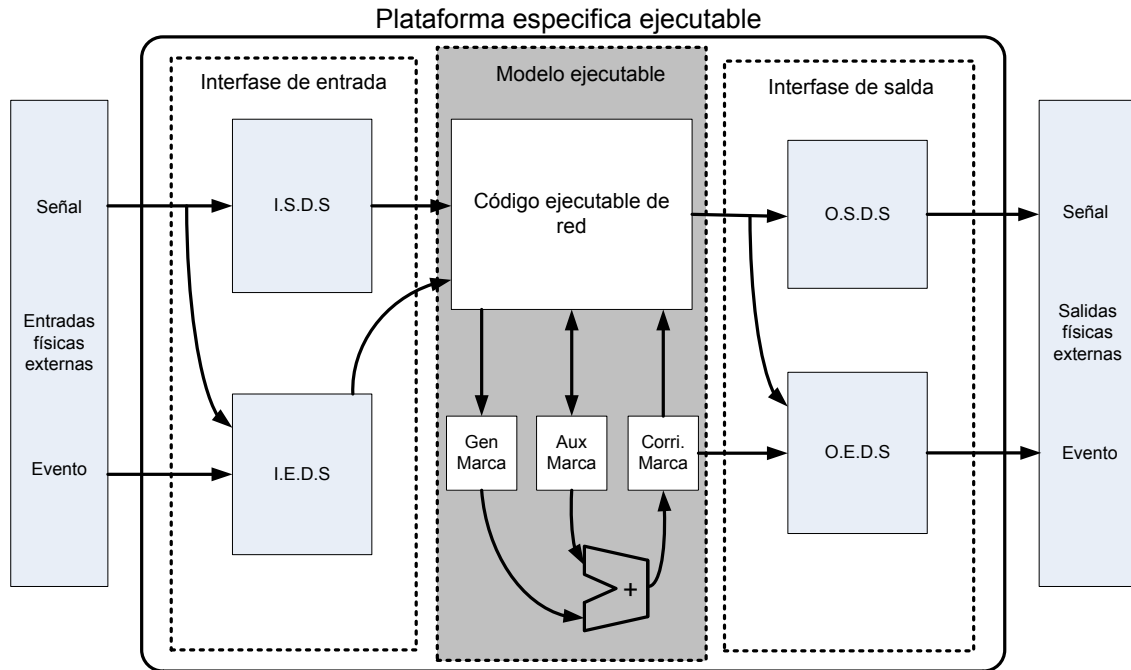 Plataforma especifica ejecutable
Interfase de entrada
Modelo ejecutable
Interfase de salda
Señal
Entradas
físicas
externas
Evento
I.S.D.S
I.E.D.S
Código ejecutable de
red
Gen
Marca
Aux
Marca
Corri.
Marca
+
O.S.D.S
O.E.D.S
Señal
Salidas
físicas
externas
Evento